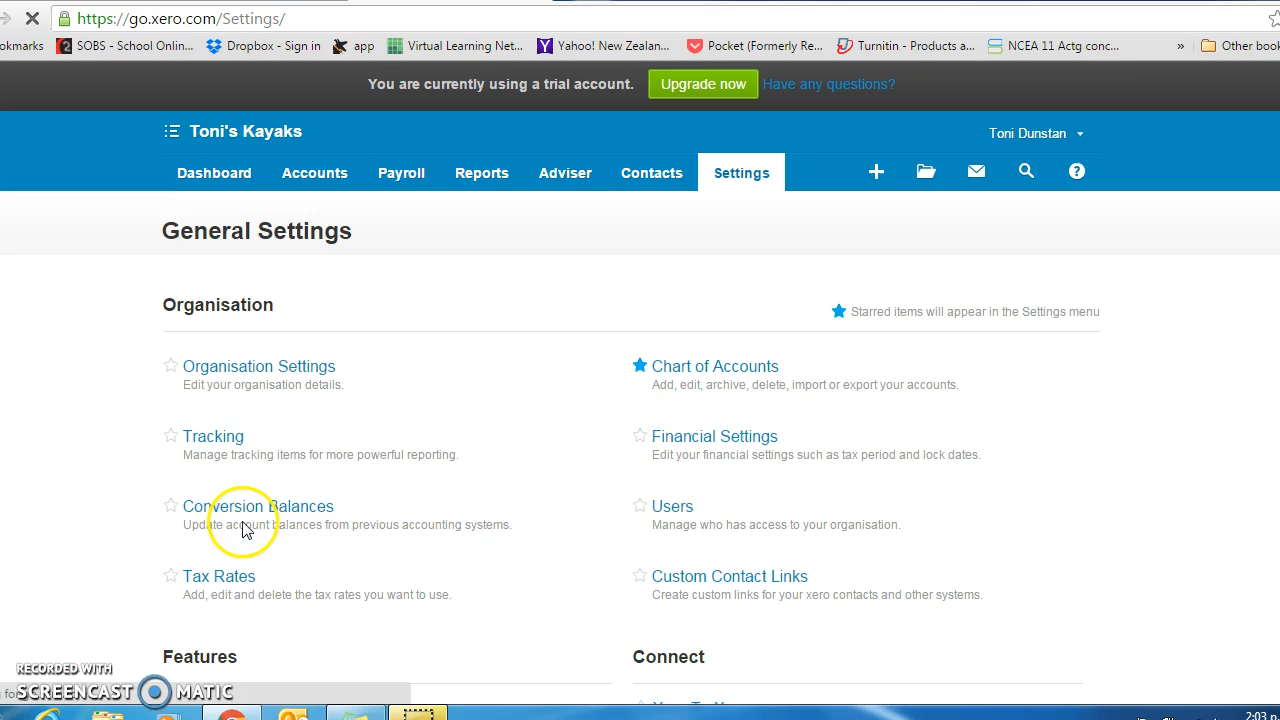 https://go.xero.com/Settings/
okmarks SOBS - School Onlin... Dropbox - Sign in app Virtual Learning Net... Yahoo! New Zealan... Pocket (Formerly Re... Turnitin - Products a... NCEA 11 Actg conc... » Other book
You are currently using a trial account. Upgrade now Have any questions?
Toni's Kayaks Toni Dunstan
Dashboard Accounts Payroll Reports Adviser Contacts Settings
General Settings
Organisation Starred items will appear in the Settings menu
Organisation Settings Chart of Accounts
Edit your organisation details. Add, edit, archive, delete, import or export your accounts.
Tracking Financial Settings
Manage tracking items for more powerful reporting. Edit your financial settings such as tax period and lock dates.
Conversion Balances Users
Update account balances from previous accounting systems. Manage who has access to your organisation.
Tax Rates Custom Contact Links
Add, edit and delete the tax rates you want to use. Create custom links for your xero contacts and other systems.
Features Connect
RECORDED WITH
SCREENCAST MATIC
2:03 p